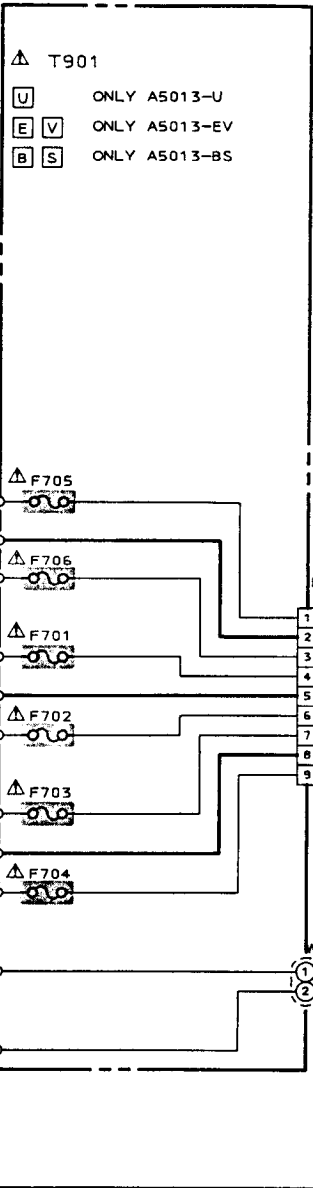 ⚠ T901
U ONLY A5013-U
E V ONLY A5013-EV
B S ONLY A5013-BS
⚠ F705
⚠ F706
1
2
⚠ F701
3
4
5
⚠ F702
6
7
8
⚠ F703
9
⚠ F704
1
2